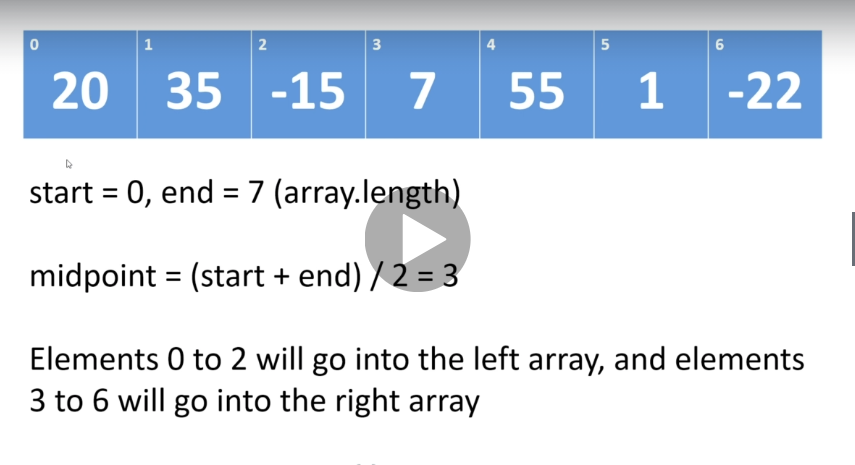 0 1 2 3 4 5 6
20 35 -15 7 55 1 -22
start = 0, end = 7 (array.length)
midpoint = (start + end) / 2 = 3
Elements 0 to 2 will go into the left array, and elements
3 to 6 will go into the right array